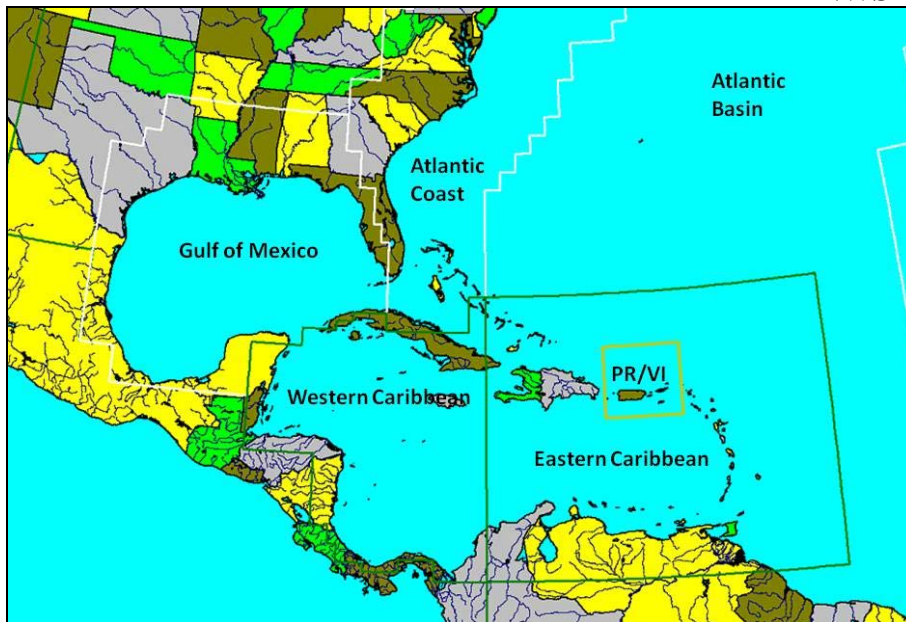 Atlantic
Basin
Atlantic
Coast
Gulf of Mexico
PR/VI
Western Caribbean
Eastern Caribbean